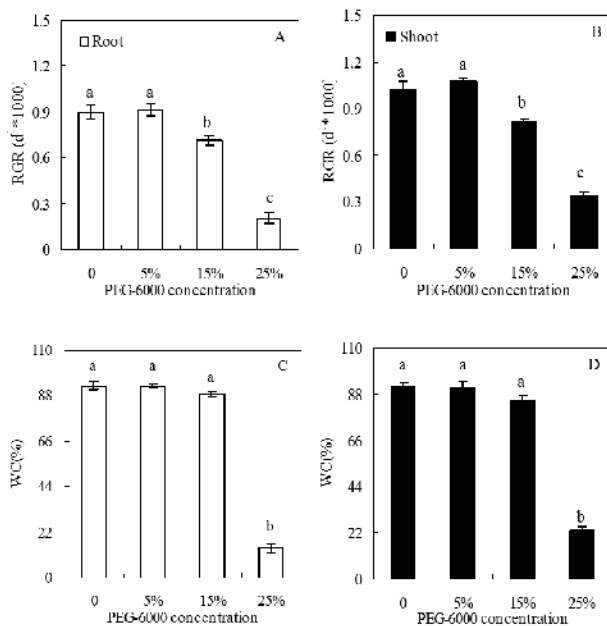 1.5
1.2
0.9
0.6
0.3
0
RGR (d⁻*1000)
Root
A
a
a
b
c
0 5% 15% 25%
PEG-6000 concentration
1.5
1.2
0.9
0.6
0.3
0
RGR (d⁻*1000)
Shoot
B
a
a
b
c
0 5% 15% 25%
PEG-6000 concentration
110
88
66
44
22
0
WC(%)
C
a
a
a
b
0 5% 15% 25%
PEG-6000 concentration
110
88
66
44
22
0
WC(%)
D
a
a
a
b
0 5% 15% 25%
PEG-6000 concentration